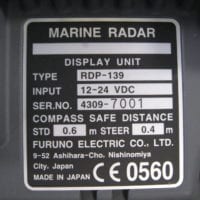 MARINE RADAR
DISPLAY UNIT
TYPE RDP-139
INPUT 12-24 VDC
SER.NO. 4309-7001
COMPASS SAFE DISTANCE
STD 0.6 m STEER 0.4 m
FURUNO ELECTRIC CO., LTD.
9-52 Ashihara-Cho, Nishinomiya
City, Japan
MADE IN JAPAN CE 0560